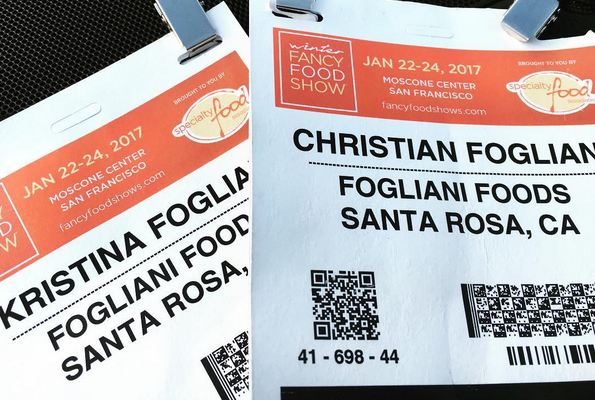 JAN 22-24, 2017
MOSCONE CENTER
SAN FRANCISCO
fancyfoodshows.com
BROUGHT TO YOU BY
specialty food
KRISTINA FOGLIA
FOGLIANI FOOD
SANTA ROSA,
winter
FANCY
FOOD
SHOW
JAN 22-24, 2017
MOSCONE CENTER
SAN FRANCISCO
fancyfoodshows.com
BROUGHT TO YOU BY
specialty food
CHRISTIAN FOGLIAN
FOGLIANI FOODS
SANTA ROSA, CA
41 - 698 - 44